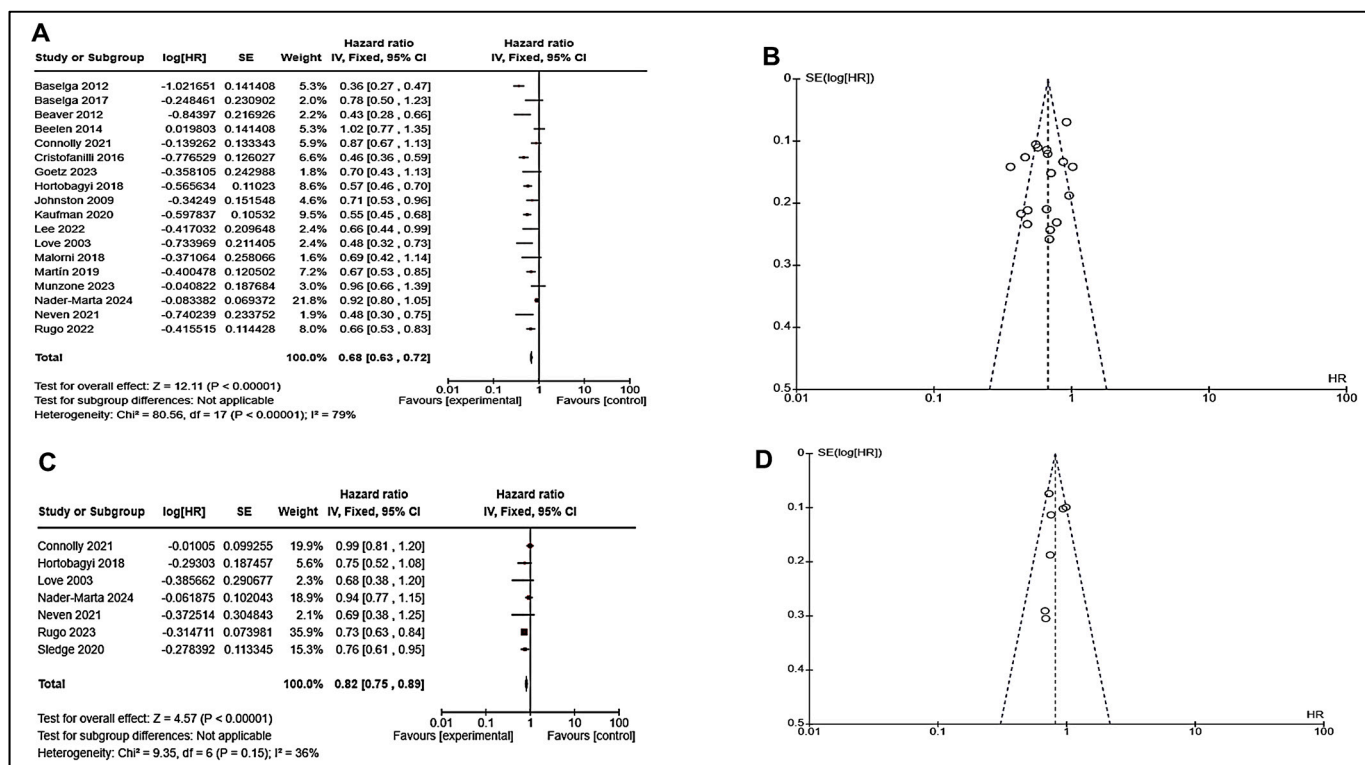 A
Hazard ratio
Hazard ratio
Study or Subgroup log[HR] SE Weight IV, Fixed, 95% CI IV, Fixed, 95% CI
Baselga 2012 -1.021651 0.141408 5.3% 0.36 [0.27 , 0.47]
Baselga 2017 -0.248461 0.230902 2.0% 0.78 [0.50 , 1.23]
Beaver 2012 -0.84397 0.216926 2.2% 0.43 [0.28 , 0.66]
Beelen 2014 0.019803 0.141408 5.3% 1.02 [0.77 , 1.35]
Connolly 2021 -0.139262 0.133343 5.9% 0.87 [0.67 , 1.13]
Cristofanilli 2016 -0.776529 0.126027 6.6% 0.46 [0.36 , 0.59]
Goetz 2023 -0.358105 0.242988 1.8% 0.70 [0.43 , 1.13]
Hortobagyi 2018 -0.565634 0.11023 8.6% 0.57 [0.46 , 0.70]
Johnston 2009 -0.34249 0.151548 4.6% 0.71 [0.53 , 0.96]
Kaufman 2020 -0.597837 0.10532 9.5% 0.55 [0.45 , 0.68]
Lee 2022 -0.417032 0.209648 2.4% 0.66 [0.44 , 0.99]
Love 2003 -0.733969 0.211405 2.4% 0.48 [0.32 , 0.73]
Malorni 2018 -0.371064 0.258066 1.6% 0.69 [0.42 , 1.14]
Martín 2019 -0.400478 0.120502 7.2% 0.67 [0.53 , 0.85]
Munzone 2023 -0.040822 0.187684 3.0% 0.96 [0.66 , 1.39]
Nader-Marta 2024 -0.083382 0.069372 21.8% 0.92 [0.80 , 1.05]
Neven 2021 -0.740239 0.233752 1.9% 0.48 [0.30 , 0.75]
Rugo 2022 -0.415515 0.114428 8.0% 0.66 [0.53 , 0.83]
Total 100.0% 0.68 [0.63 , 0.72]
Test for overall effect: Z = 12.11 (P < 0.00001)
Test for subgroup differences: Not applicable
Heterogeneity: Chi² = 80.56, df = 17 (P < 0.00001); I² = 79%
0.01 0.1 1 10 100
Favours [experimental] Favours [control]
B
SE(log[HR])
0
0.1
0.2
0.3
0.4
0.5
HR
0.01 0.1 1 10 100
C
Hazard ratio
Hazard ratio
Study or Subgroup log[HR] SE Weight IV, Fixed, 95% CI IV, Fixed, 95% CI
Connolly 2021 -0.01005 0.099255 19.9% 0.99 [0.81 , 1.20]
Hortobagyi 2018 -0.29303 0.187457 5.6% 0.75 [0.52 , 1.08]
Love 2003 -0.385662 0.290677 2.3% 0.68 [0.38 , 1.20]
Nader-Marta 2024 -0.061875 0.102043 18.9% 0.94 [0.77 , 1.15]
Neven 2021 -0.372514 0.304843 2.1% 0.69 [0.38 , 1.25]
Rugo 2023 -0.314711 0.073981 35.9% 0.73 [0.63 , 0.84]
Sledge 2020 -0.278392 0.113345 15.3% 0.76 [0.61 , 0.95]
Total 100.0% 0.82 [0.75 , 0.89]
Test for overall effect: Z = 4.57 (P < 0.00001)
Test for subgroup differences: Not applicable
Heterogeneity: Chi² = 9.35, df = 6 (P = 0.15); I² = 36%
0.01 0.1 1 10 100
Favours [experimental] Favours [control]
D
SE(log[HR])
0
0.1
0.2
0.3
0.4
0.5
HR
0.01 0.1 1 10 100